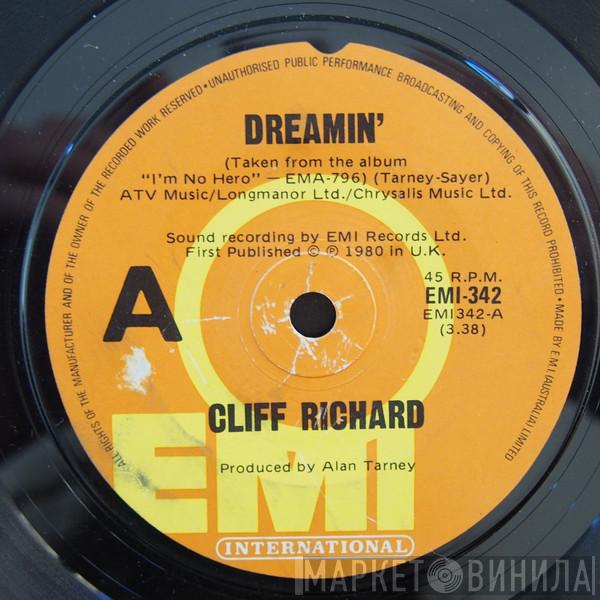 •UNAUTHORISED PUBLIC PERFORMANCE BROADCASTING AND COPYING OF THIS RECORD PROHIBITED•MADE BY E.M.I. (AUSTRALIA) LIMITED
ALL RIGHTS OF THE MANUFACTURER AND OF THE OWNER OF THE RECORDED WORK RESERVED
DREAMIN'
(Taken from the album
"I'm No Hero" — EMA-796) (Tarney-Sayer)
ATV Music/Longmanor Ltd./Chrysalis Music Ltd.
Sound recording by EMI Records Ltd.
First Published © ℗ 1980 in U.K.
A
45 R.P.M.
EMI-342
EMI342-A
(3.38)
CLIFF RICHARD
Produced by Alan Tarney
EMI
INTERNATIONAL
МАРКЕТ ВИНИЛА